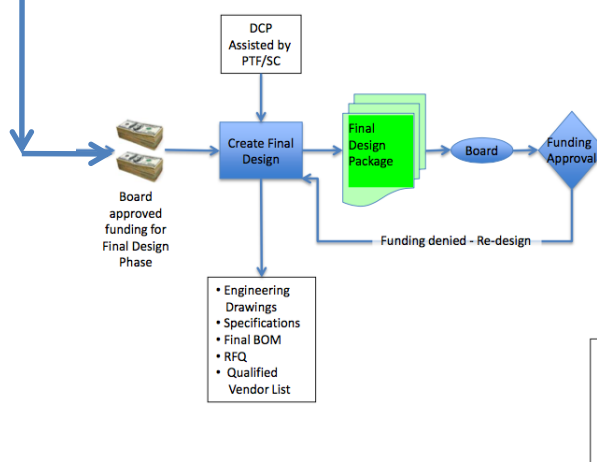 DCP
Assisted by
PTF/SC
Create Final
Design
Final
Design
Package
Board
Funding
Approval
Board
approved
funding for
Final Design
Phase
Funding denied - Re-design
• Engineering
Drawings
• Specifications
• Final BOM
• RFQ
• Qualified
Vendor List